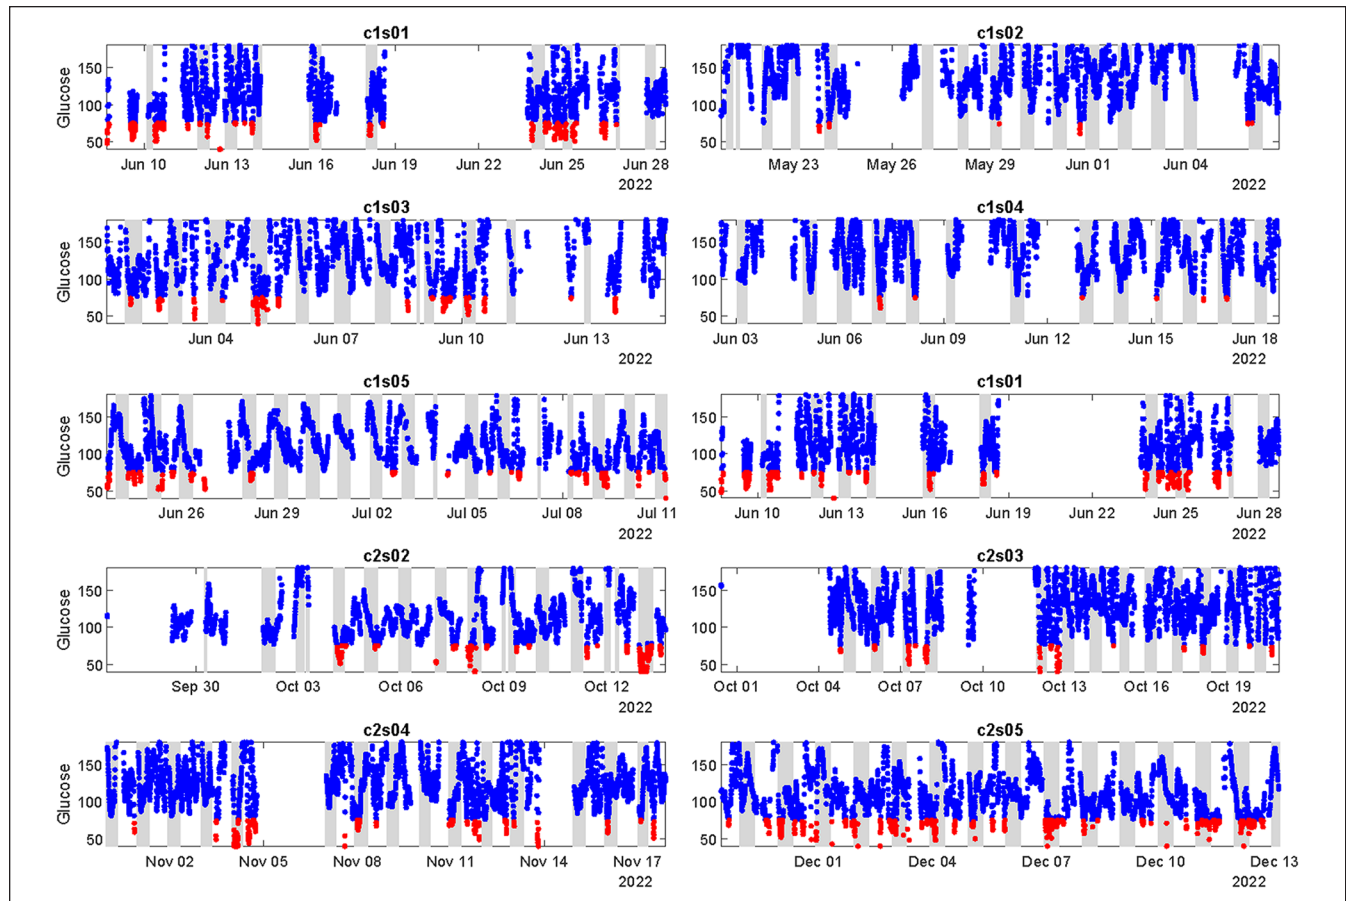 c1s01
Glucose
150
100
50
Jun 10 Jun 13 Jun 16 Jun 19 Jun 22 Jun 25 Jun 28
2022
c1s02
150
100
50
May 23 May 26 May 29 Jun 01 Jun 04
2022
c1s03
Glucose
150
100
50
Jun 04 Jun 07 Jun 10 Jun 13
2022
c1s04
150
100
50
Jun 03 Jun 06 Jun 09 Jun 12 Jun 15 Jun 18
2022
c1s05
Glucose
150
100
50
Jun 26 Jun 29 Jul 02 Jul 05 Jul 08 Jul 11
2022
c1s01
150
100
50
Jun 10 Jun 13 Jun 16 Jun 19 Jun 22 Jun 25 Jun 28
2022
c2s02
Glucose
150
100
50
Sep 30 Oct 03 Oct 06 Oct 09 Oct 12
2022
c2s03
150
100
50
Oct 01 Oct 04 Oct 07 Oct 10 Oct 13 Oct 16 Oct 19
2022
c2s04
Glucose
150
100
50
Nov 02 Nov 05 Nov 08 Nov 11 Nov 14 Nov 17
2022
c2s05
150
100
50
Dec 01 Dec 04 Dec 07 Dec 10 Dec 13
2022